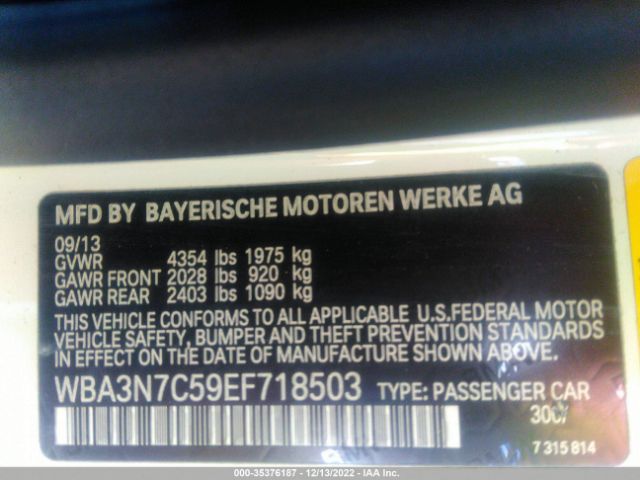 MFD BY BAYERISCHE MOTOREN WERKE AG
09/13
GVWR 4354 lbs 1975 kg
GAWR FRONT 2028 lbs 920 kg
GAWR REAR 2403 lbs 1090 kg
THIS VEHICLE CONFORMS TO ALL APPLICABLE U.S.FEDERAL MOTOR
VEHICLE SAFETY, BUMPER AND THEFT PREVENTION STANDARDS
IN EFFECT ON THE DATE OF MANUFACTURE SHOWN ABOVE.
WBA3N7C59EF718503 TYPE: PASSENGER CAR
300/
7 315 814
000-35376187 - 12/13/2022 - IAA Inc.